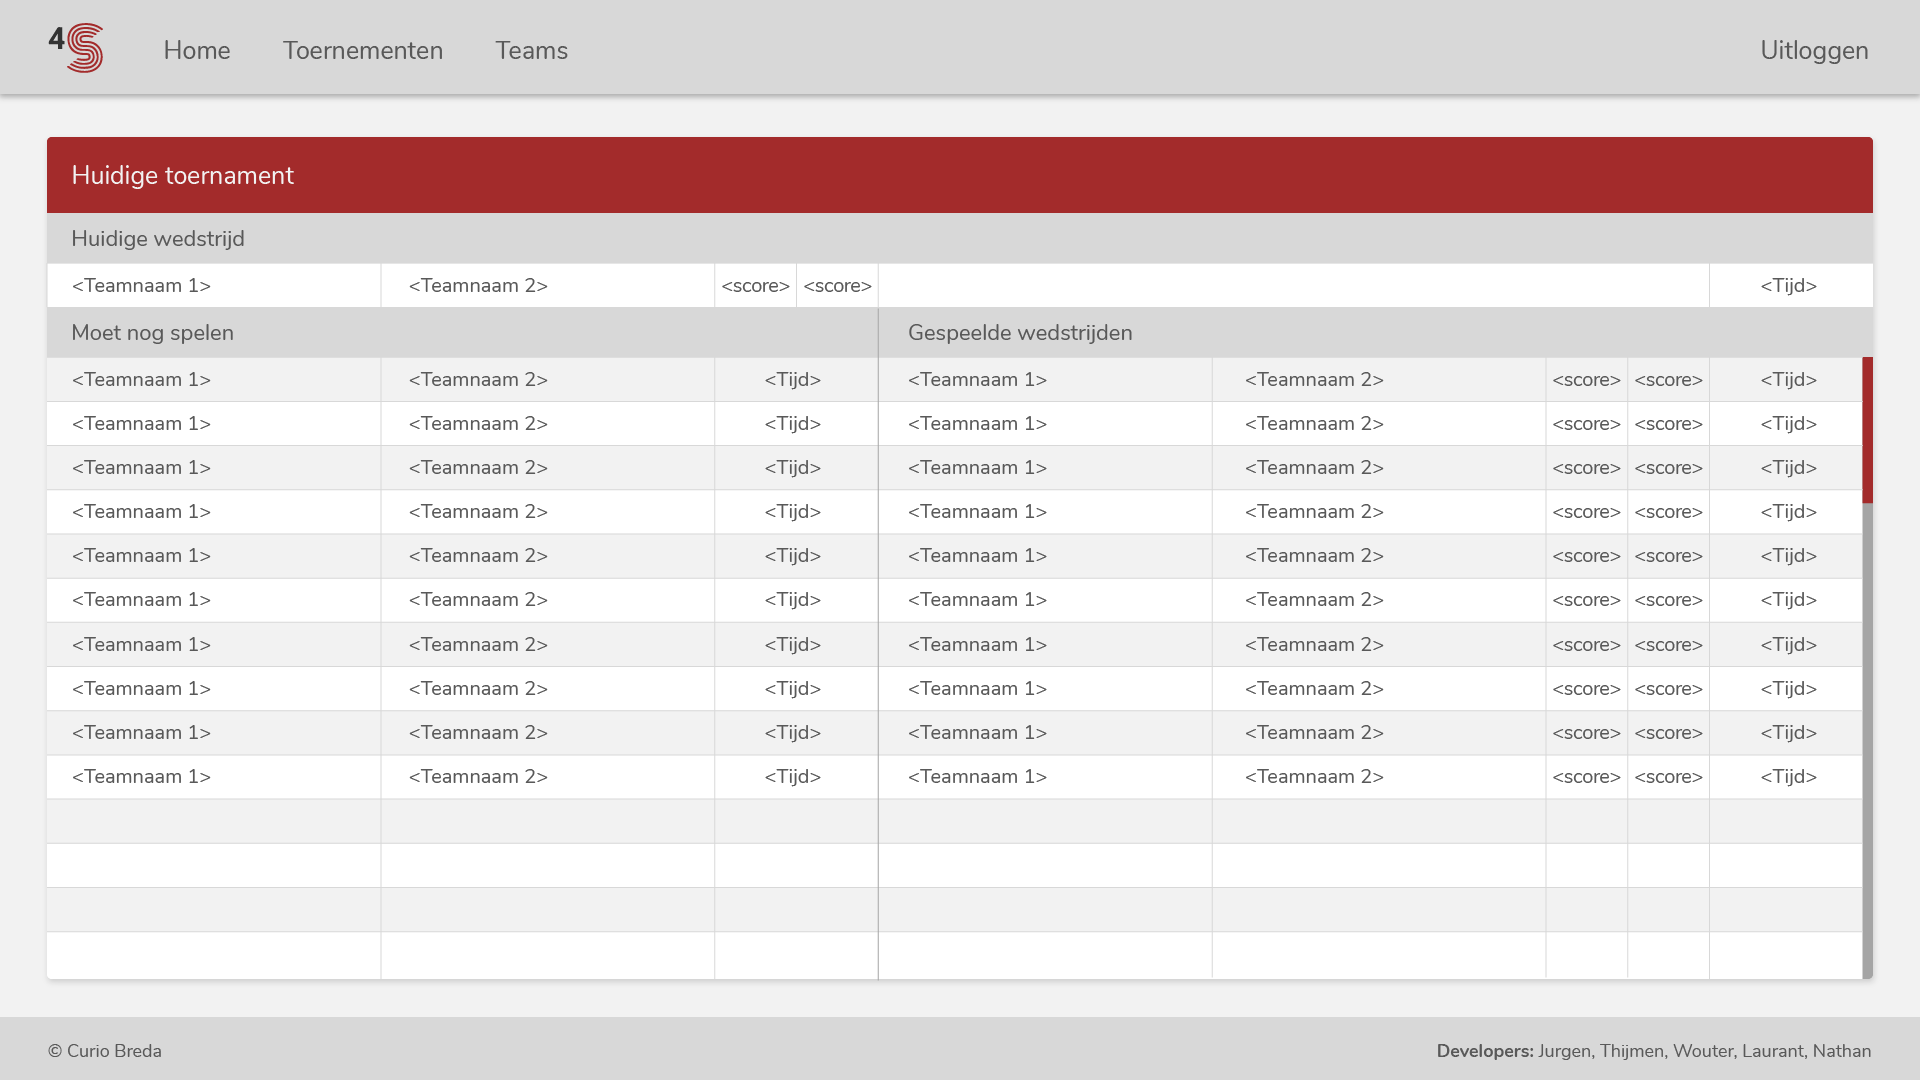 4S Home Toernementen Teams Uitloggen
Huidige toernament
Huidige wedstrijd
<Teamnaam 1> <Teamnaam 2> <score> <score> <Tijd>
Moet nog spelen Gespeelde wedstrijden
<Teamnaam 1> <Teamnaam 2> <Tijd> <Teamnaam 1> <Teamnaam 2> <score> <score> <Tijd>
<Teamnaam 1> <Teamnaam 2> <Tijd> <Teamnaam 1> <Teamnaam 2> <score> <score> <Tijd>
<Teamnaam 1> <Teamnaam 2> <Tijd> <Teamnaam 1> <Teamnaam 2> <score> <score> <Tijd>
<Teamnaam 1> <Teamnaam 2> <Tijd> <Teamnaam 1> <Teamnaam 2> <score> <score> <Tijd>
<Teamnaam 1> <Teamnaam 2> <Tijd> <Teamnaam 1> <Teamnaam 2> <score> <score> <Tijd>
<Teamnaam 1> <Teamnaam 2> <Tijd> <Teamnaam 1> <Teamnaam 2> <score> <score> <Tijd>
<Teamnaam 1> <Teamnaam 2> <Tijd> <Teamnaam 1> <Teamnaam 2> <score> <score> <Tijd>
<Teamnaam 1> <Teamnaam 2> <Tijd> <Teamnaam 1> <Teamnaam 2> <score> <score> <Tijd>
<Teamnaam 1> <Teamnaam 2> <Tijd> <Teamnaam 1> <Teamnaam 2> <score> <score> <Tijd>
<Teamnaam 1> <Teamnaam 2> <Tijd> <Teamnaam 1> <Teamnaam 2> <score> <score> <Tijd>
© Curio Breda Developers: Jurgen, Thijmen, Wouter, Laurant, Nathan